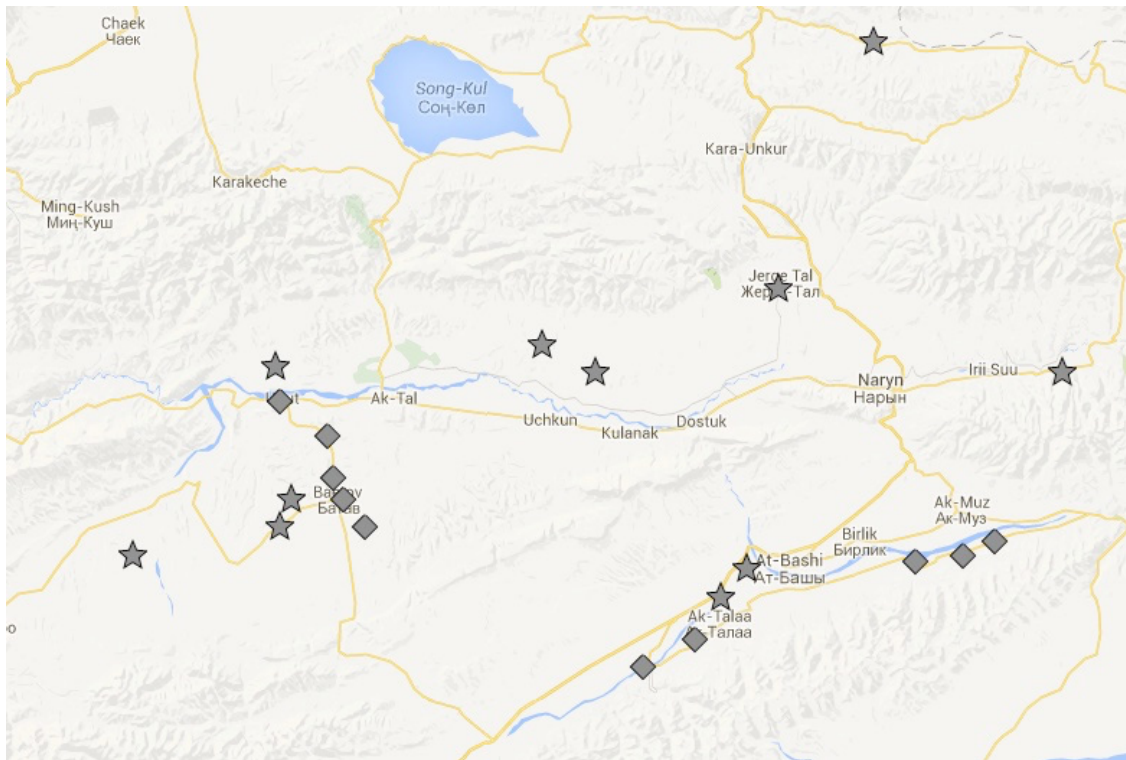 Chaek
Чаек
Song-Kul
Соң-Көл
Kara-Unkur
Karakeche
Ming-Kush
Миң-Куш
Jerge Tal
Irii Suu
Naryn
Нарын
Ak-Tal
Uchkun
Kulanak
Dostuk
Ak-Muz
Ак-Муз
Birlik
Бирлик
At-Bashi
Ат-Башы
Ak-Talaa